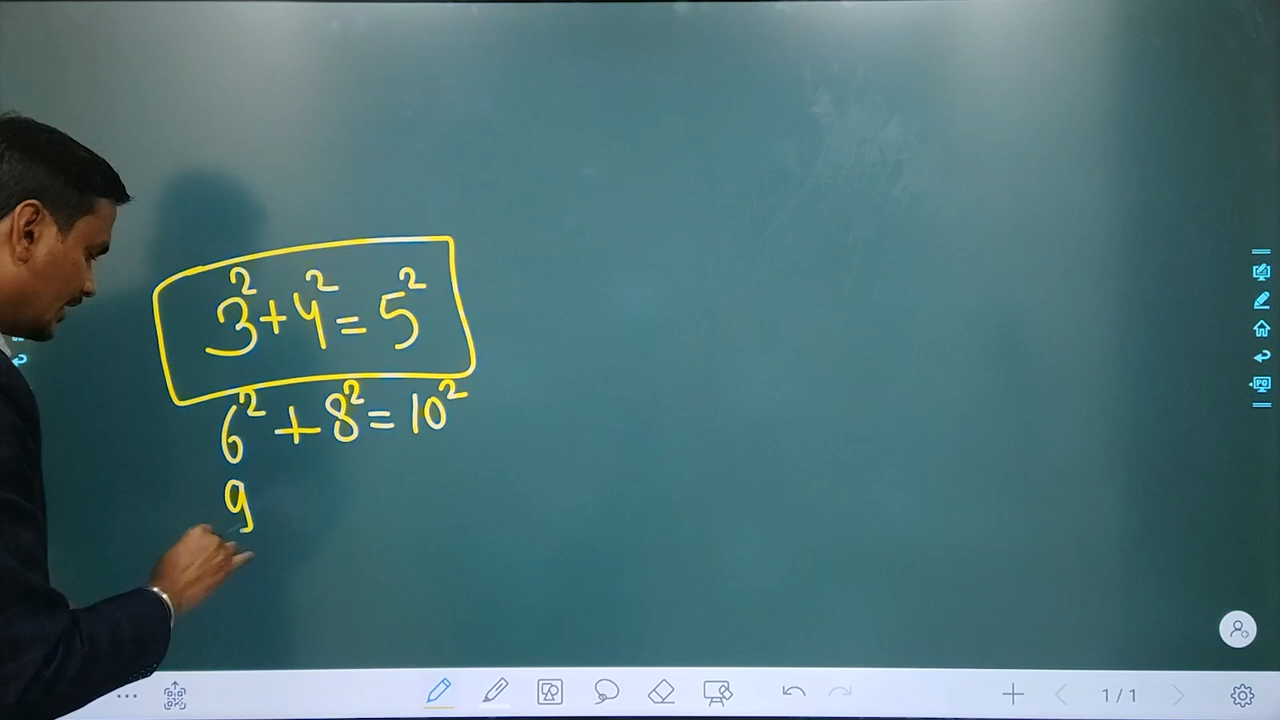 3² + 4² = 5²
6² + 8² = 10²
9
1/1